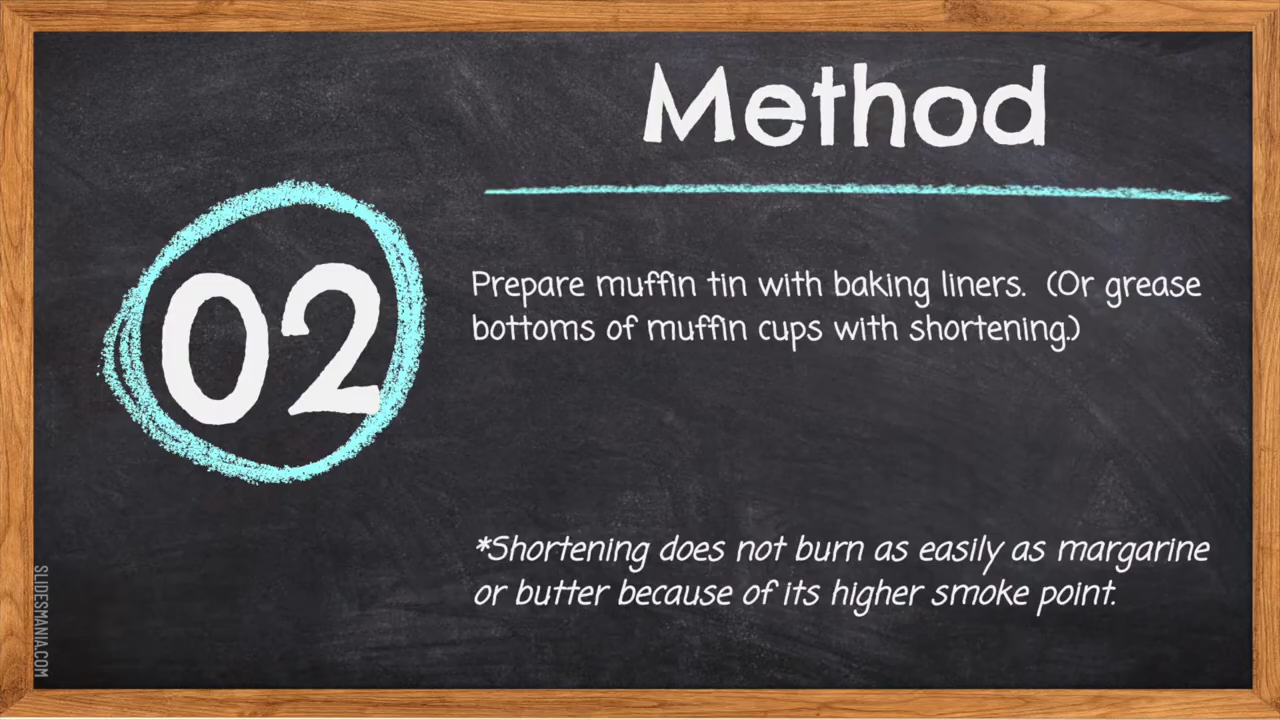 Method
02
Prepare muffin tin with baking liners.  (Or grease
bottoms of muffin cups with shortening.)
*Shortening does not burn as easily as margarine
or butter because of its higher smoke point.
SLIDESMANIA.COM